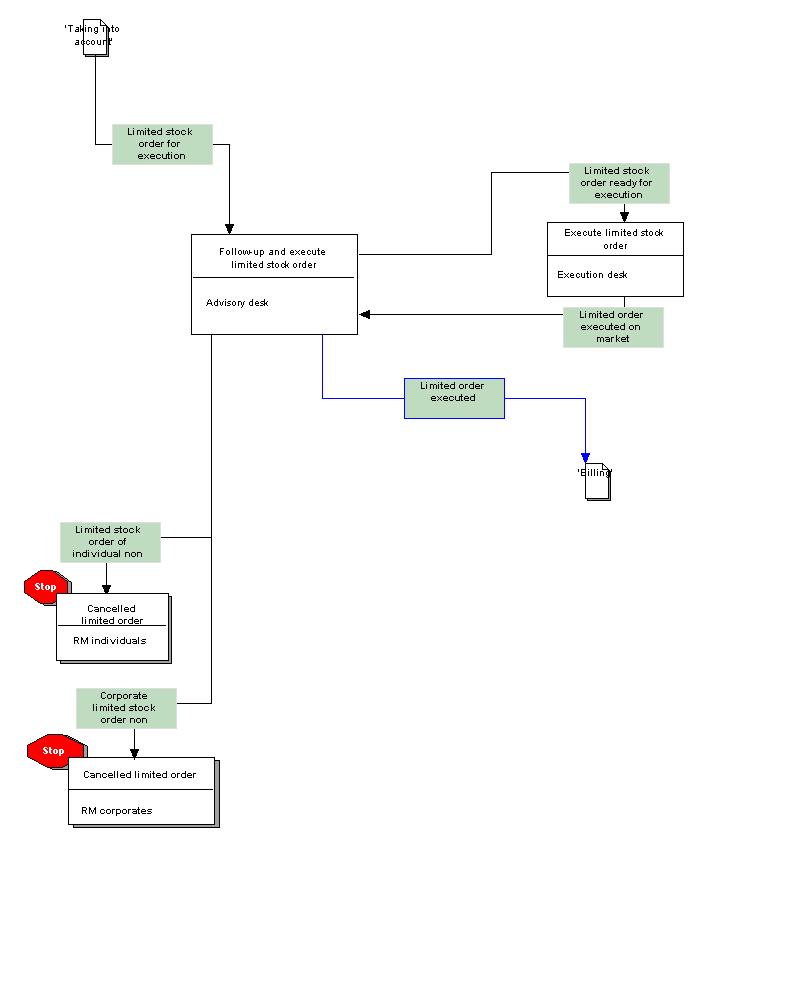 'Taking into
account'
Limited stock
order for
execution
Limited stock
order ready for
execution
Follow-up and execute
limited stock order
Advisory desk
Execute limited stock
order
Execution desk
Limited order
executed on
market
Limited order
executed
'Billing'
Limited stock
order of
individual non
Stop
Cancelled
limited order
RM individuals
Corporate
limited stock
order non
Stop
Cancelled limited order
RM corporates